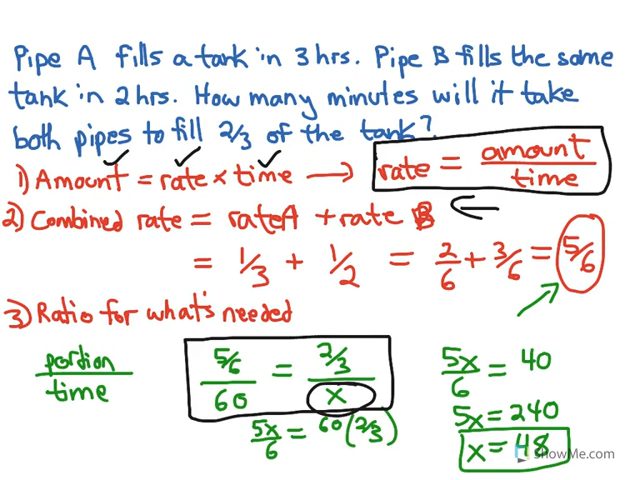 Pipe A fills a tank in 3 hrs. Pipe B fills the same
tank in 2 hrs. How many minutes will it take
both pipes to fill 2/3 of the tank?
1) Amount = rate × time → rate = amount/time
2) Combined rate = rateA + rate B ←
= 1/3 + 1/2 = 2/6 + 3/6 = 5/6
3) Ratio for what's needed
portion/time
5/6/60 = 2/3/x
5x/6 = 60(2/3)
5x/6 = 40
5x = 240
x = 48
ShowMe.com